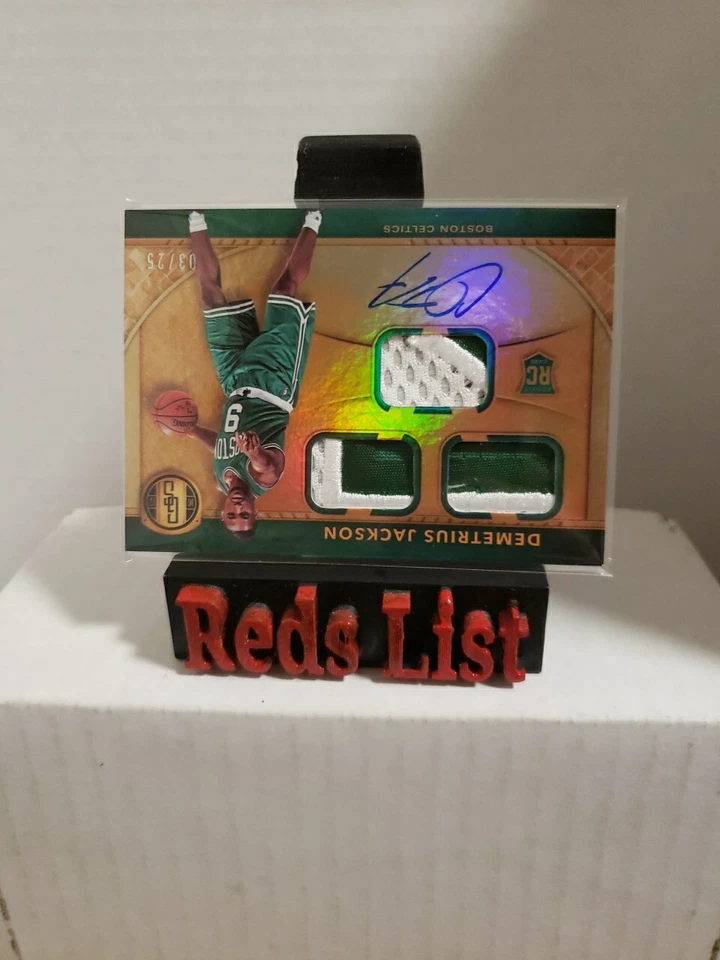 BOSTON CELTICS
03/25
RC
9
BOSTON
DEMETRIUS JACKSON
Reds List